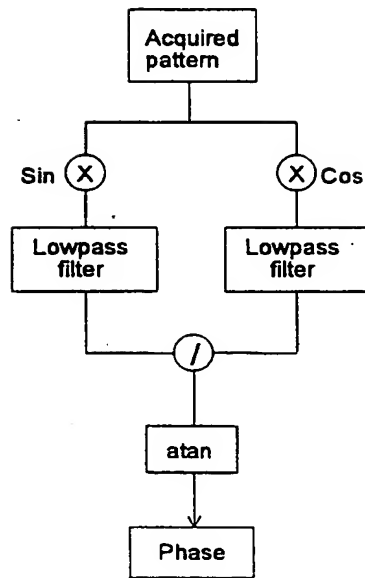 Acquired
pattern
Sin X X Cos
Lowpass
filter
Lowpass
filter
/
atan
Phase